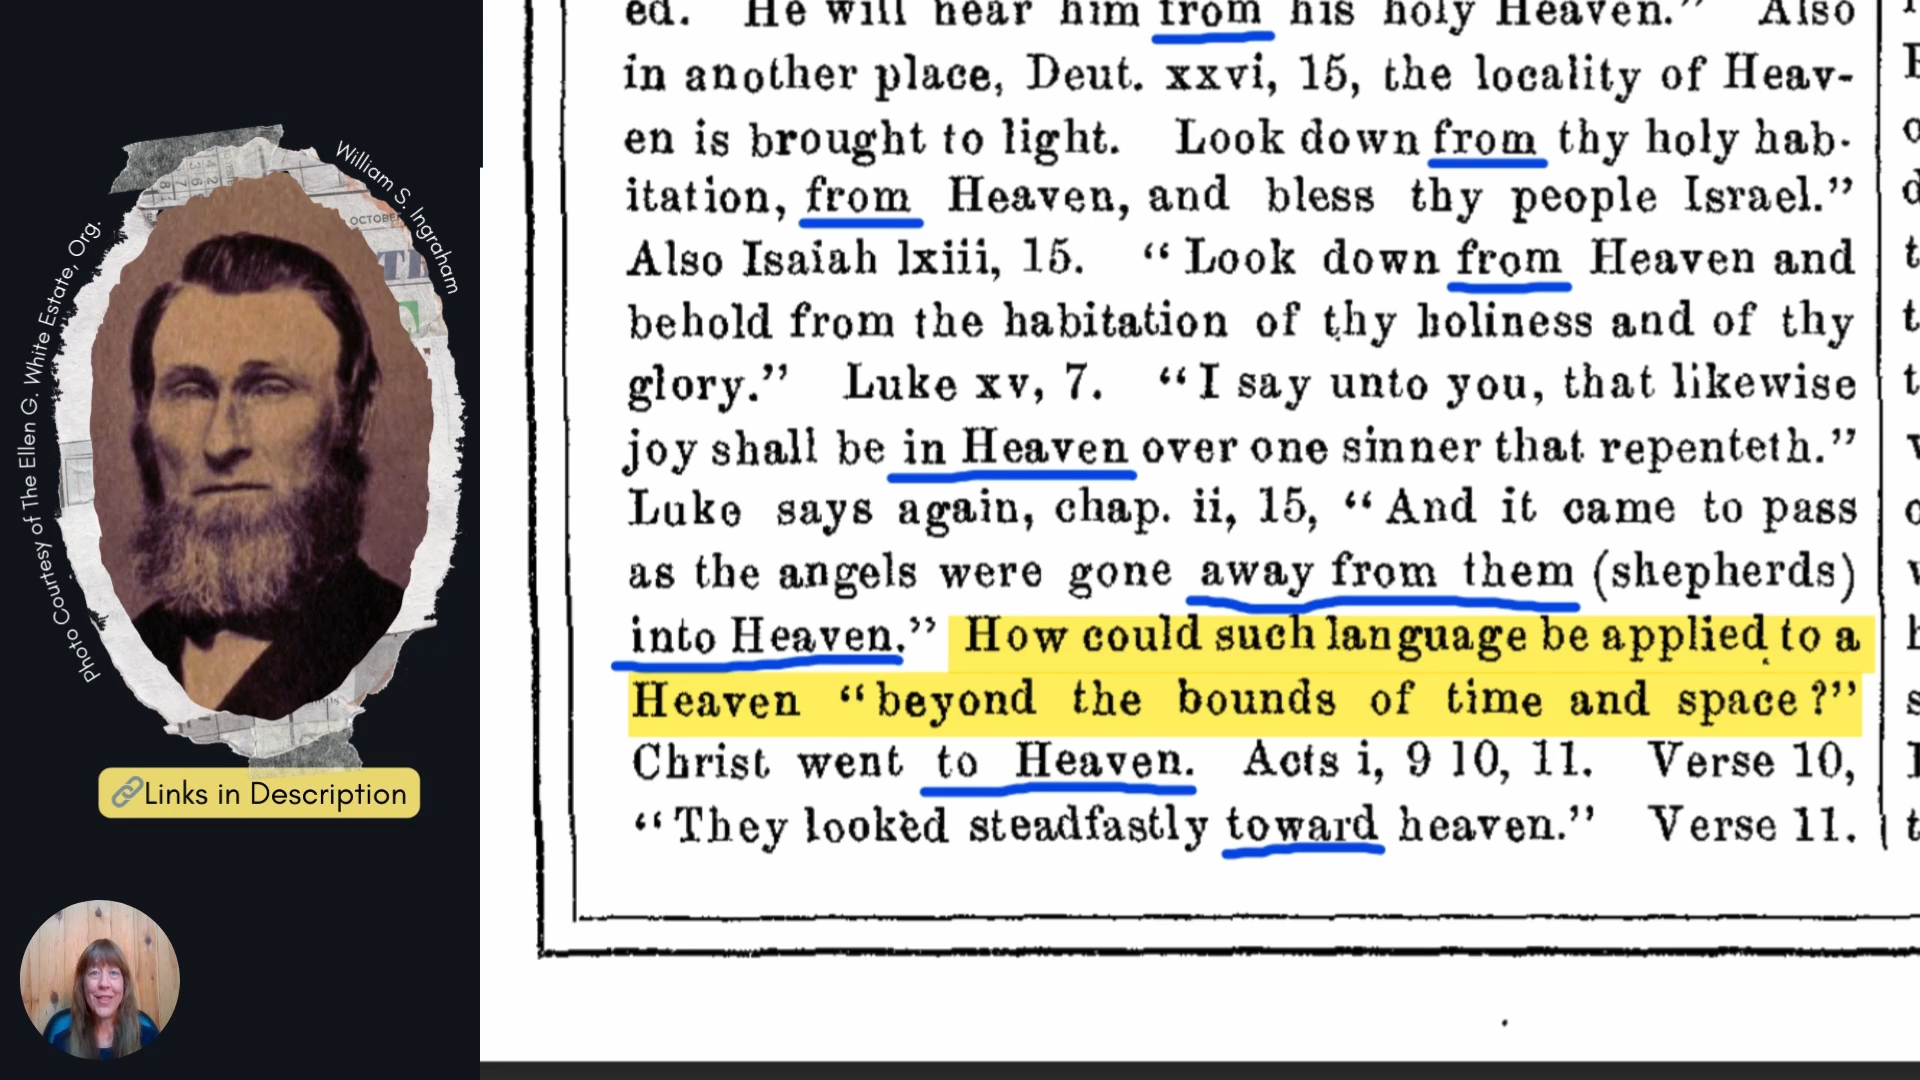 Photo Courtesy of The Ellen G. White Estate, Org.
William S. Ingraham
OCTOBER
🔗Links in Description
ed. He will hear him from his holy Heaven.” Also
in another place, Deut. xxvi, 15, the locality of Heav-
en is brought to light. Look down from thy holy hab-
itation, from Heaven, and bless thy people Israel.”
Also Isaiah lxiii, 15. “Look down from Heaven and
behold from the habitation of thy holiness and of thy
glory.” Luke xv, 7. “I say unto you, that likewise
joy shall be in Heaven over one sinner that repenteth.”
Luke says again, chap. ii, 15, “And it came to pass
as the angels were gone away from them (shepherds)
into Heaven.” How could such language be applied to a
Heaven “beyond the bounds of time and space?”
Christ went to Heaven. Acts i, 9 10, 11. Verse 10,
“They looked steadfastly toward heaven.” Verse 11.